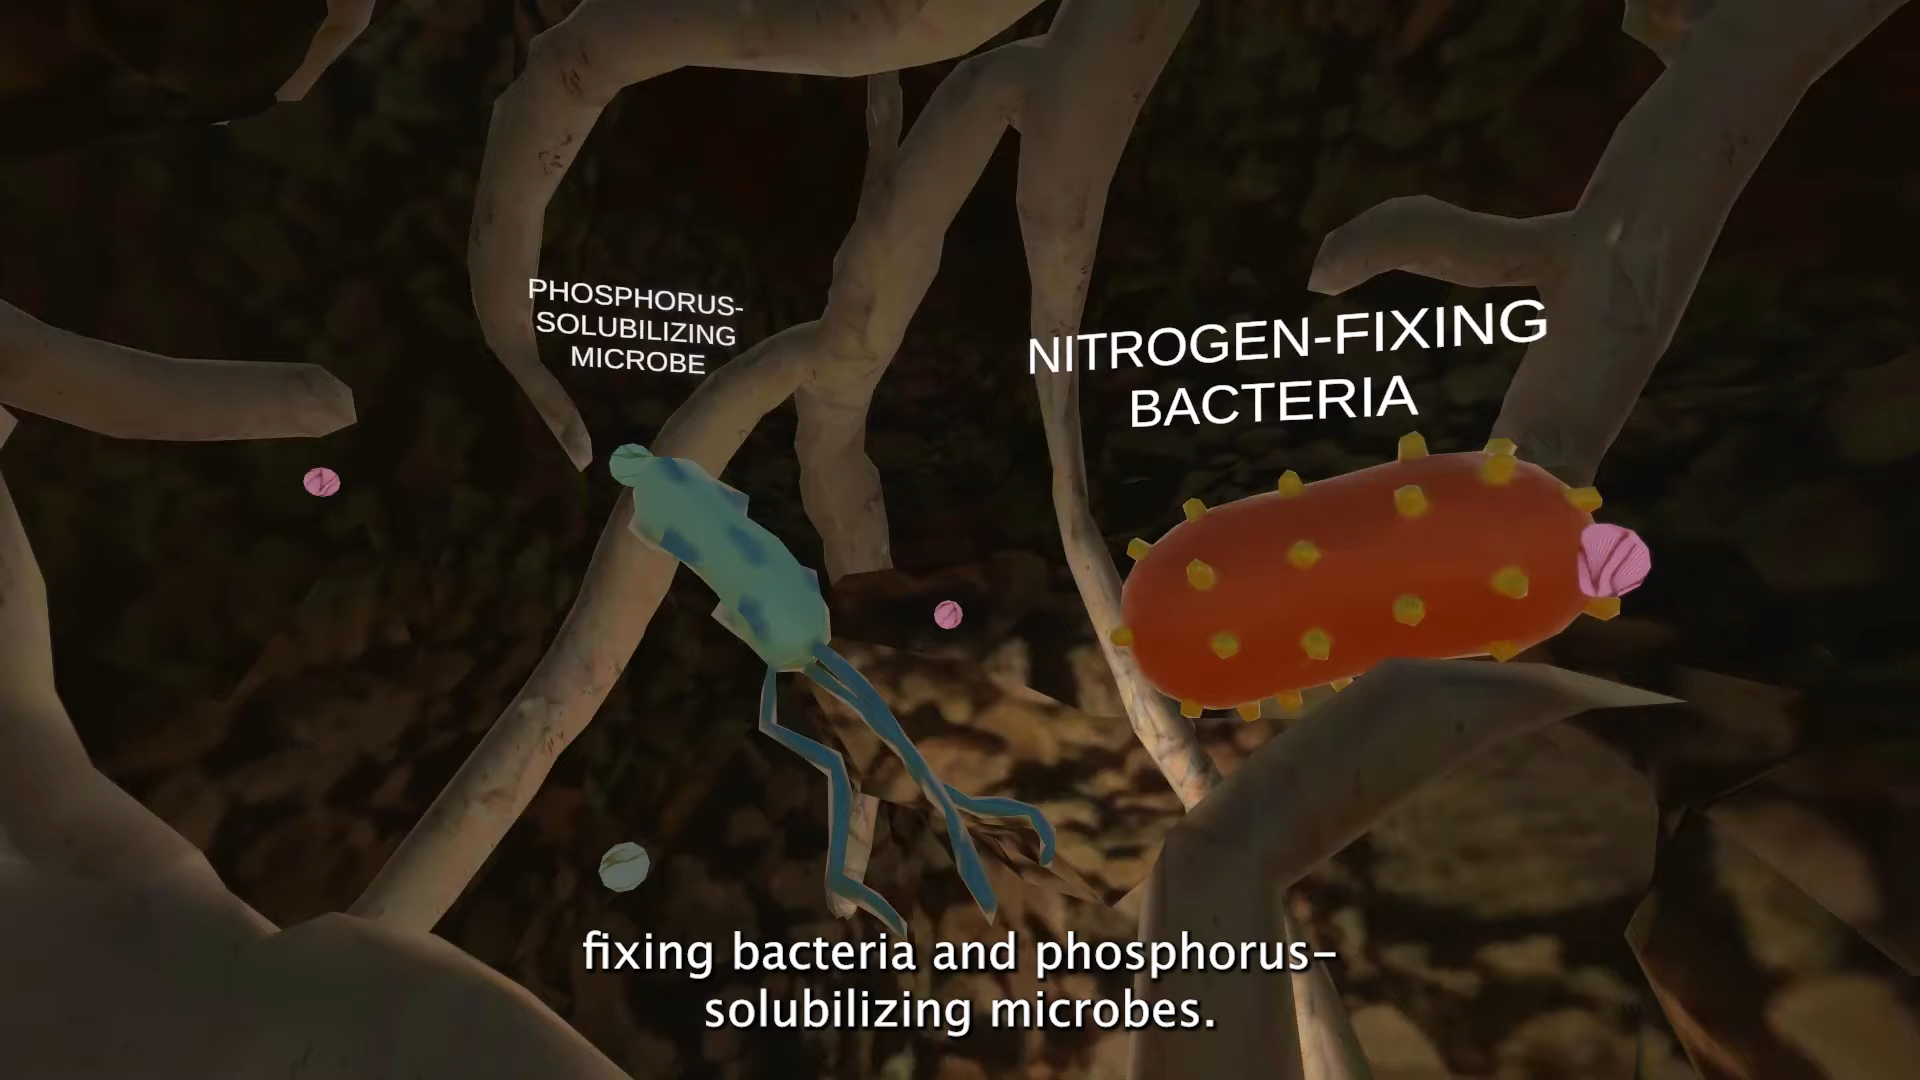 PHOSPHORUS-
SOLUBILIZING
MICROBE
NITROGEN-FIXING
BACTERIA
fixing bacteria and phosphorus-
solubilizing microbes.